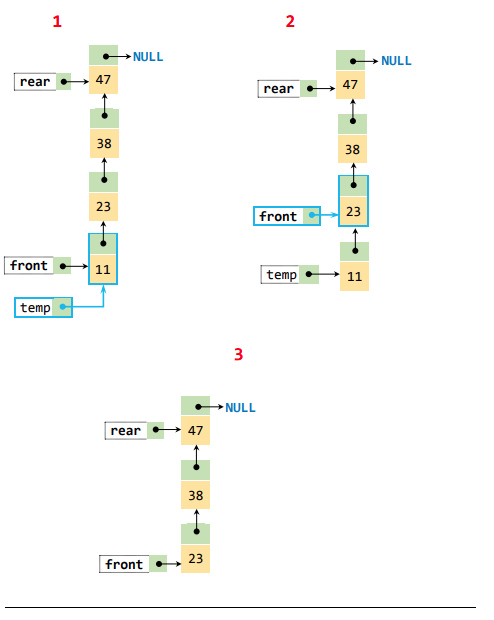 1
NULL
rear
47
38
23
front
11
temp
2
NULL
rear
47
38
front
23
temp
11
3
NULL
rear
47
38
front
23